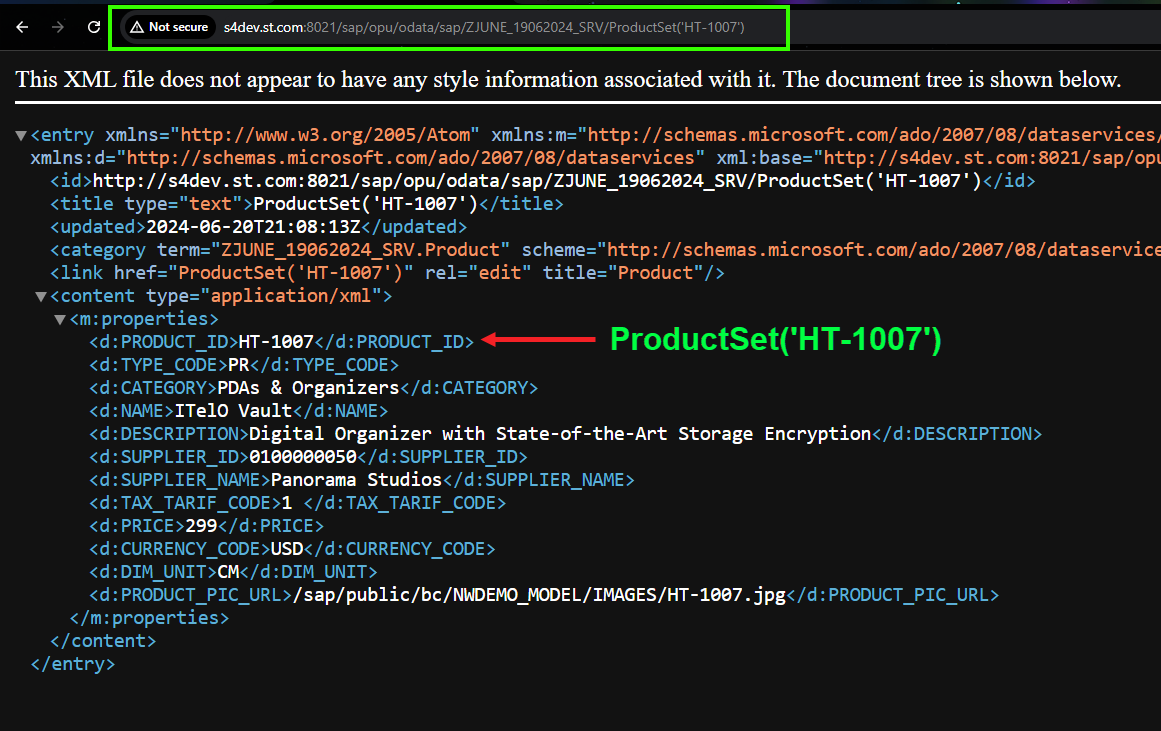 Not secure s4dev.st.com:8021/sap/opu/odata/sap/ZJUNE_19062024_SRV/ProductSet('HT-1007')
This XML file does not appear to have any style information associated with it. The document tree is shown below.
<entry xmlns="http://www.w3.org/2005/Atom" xmlns:m="http://schemas.microsoft.com/ado/2007/08/dataservices/
xmlns:d="http://schemas.microsoft.com/ado/2007/08/dataservices" xml:base="http://s4dev.st.com:8021/sap/opu
<id>http://s4dev.st.com:8021/sap/opu/odata/sap/ZJUNE_19062024_SRV/ProductSet('HT-1007')</id>
<title type="text">ProductSet('HT-1007')</title>
<updated>2024-06-20T21:08:13Z</updated>
<category term="ZJUNE_19062024_SRV.Product" scheme="http://schemas.microsoft.com/ado/2007/08/dataservice
<link href="ProductSet('HT-1007')" rel="edit" title="Product"/>
<content type="application/xml">
<m:properties>
<d:PRODUCT_ID>HT-1007</d:PRODUCT_ID> ProductSet('HT-1007')
<d:TYPE_CODE>PR</d:TYPE_CODE>
<d:CATEGORY>PDAs & Organizers</d:CATEGORY>
<d:NAME>ITelO Vault</d:NAME>
<d:DESCRIPTION>Digital Organizer with State-of-the-Art Storage Encryption</d:DESCRIPTION>
<d:SUPPLIER_ID>0100000050</d:SUPPLIER_ID>
<d:SUPPLIER_NAME>Panorama Studios</d:SUPPLIER_NAME>
<d:TAX_TARIF_CODE>1 </d:TAX_TARIF_CODE>
<d:PRICE>299</d:PRICE>
<d:CURRENCY_CODE>USD</d:CURRENCY_CODE>
<d:DIM_UNIT>CM</d:DIM_UNIT>
<d:PRODUCT_PIC_URL>/sap/public/bc/NWDEMO_MODEL/IMAGES/HT-1007.jpg</d:PRODUCT_PIC_URL>
</m:properties>
</content>
</entry>